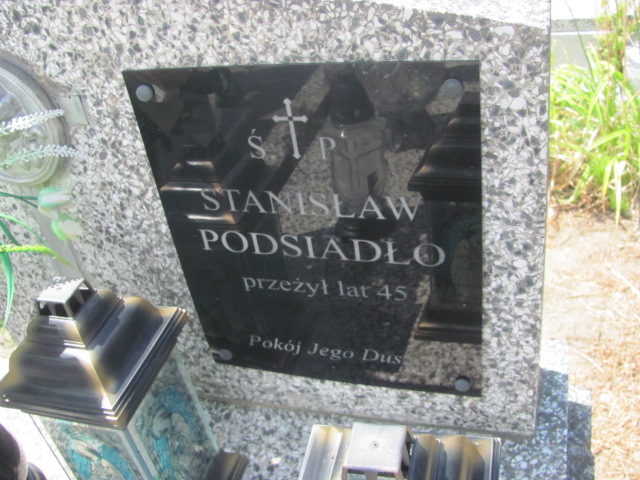 Ś. P.
STANISŁAW
PODSIADŁO
przeżył lat 45
Pokój Jego